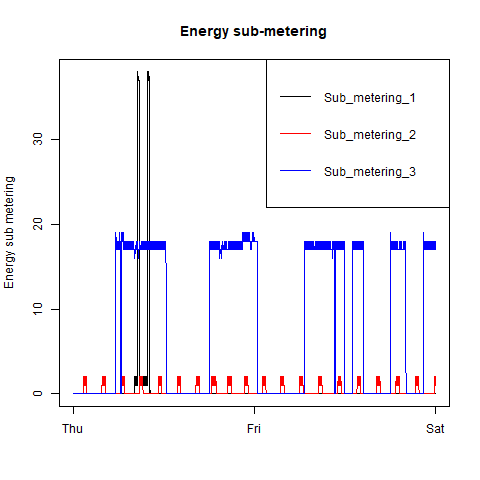 Energy sub-metering
Sub_metering_1
Sub_metering_2
Sub_metering_3
Energy sub metering
30
20
10
0
Thu Fri Sat